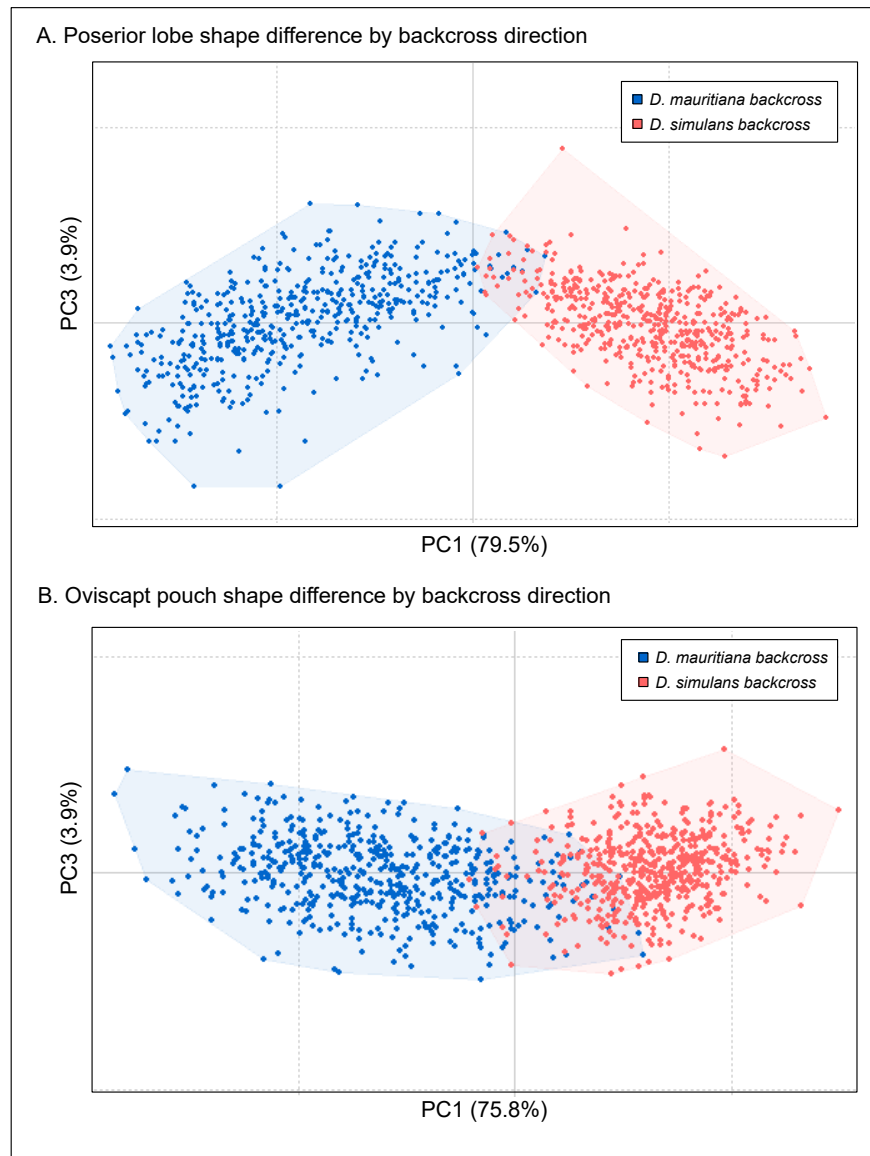 A. Poserior lobe shape difference by backcross direction
D. mauritiana backcross
D. simulans backcross
PC3 (3.9%)
PC1 (79.5%)
B. Oviscapt pouch shape difference by backcross direction
D. mauritiana backcross
D. simulans backcross
PC3 (3.9%)
PC1 (75.8%)